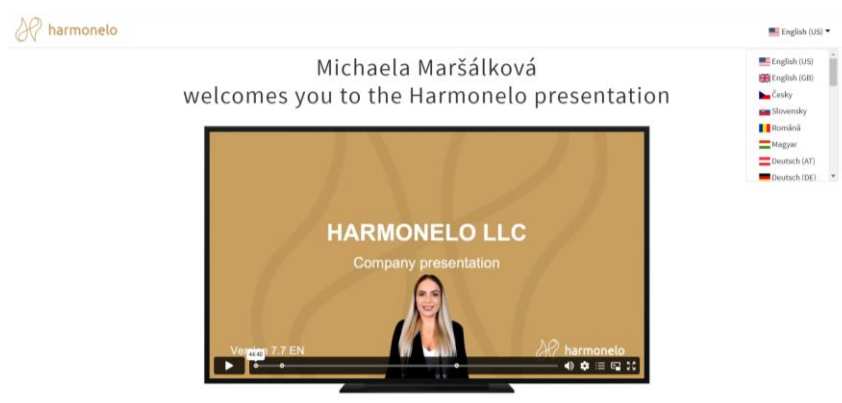 harmonelo
English (US)
Michaela Maršálková
welcomes you to the Harmonelo presentation
English (US)
English (GB)
Česky
Slovensky
Română
Magyar
Deutsch (AT)
Deutsch (DE)
HARMONELO LLC
Company presentation
7.7 EN
harmonelo
44:40